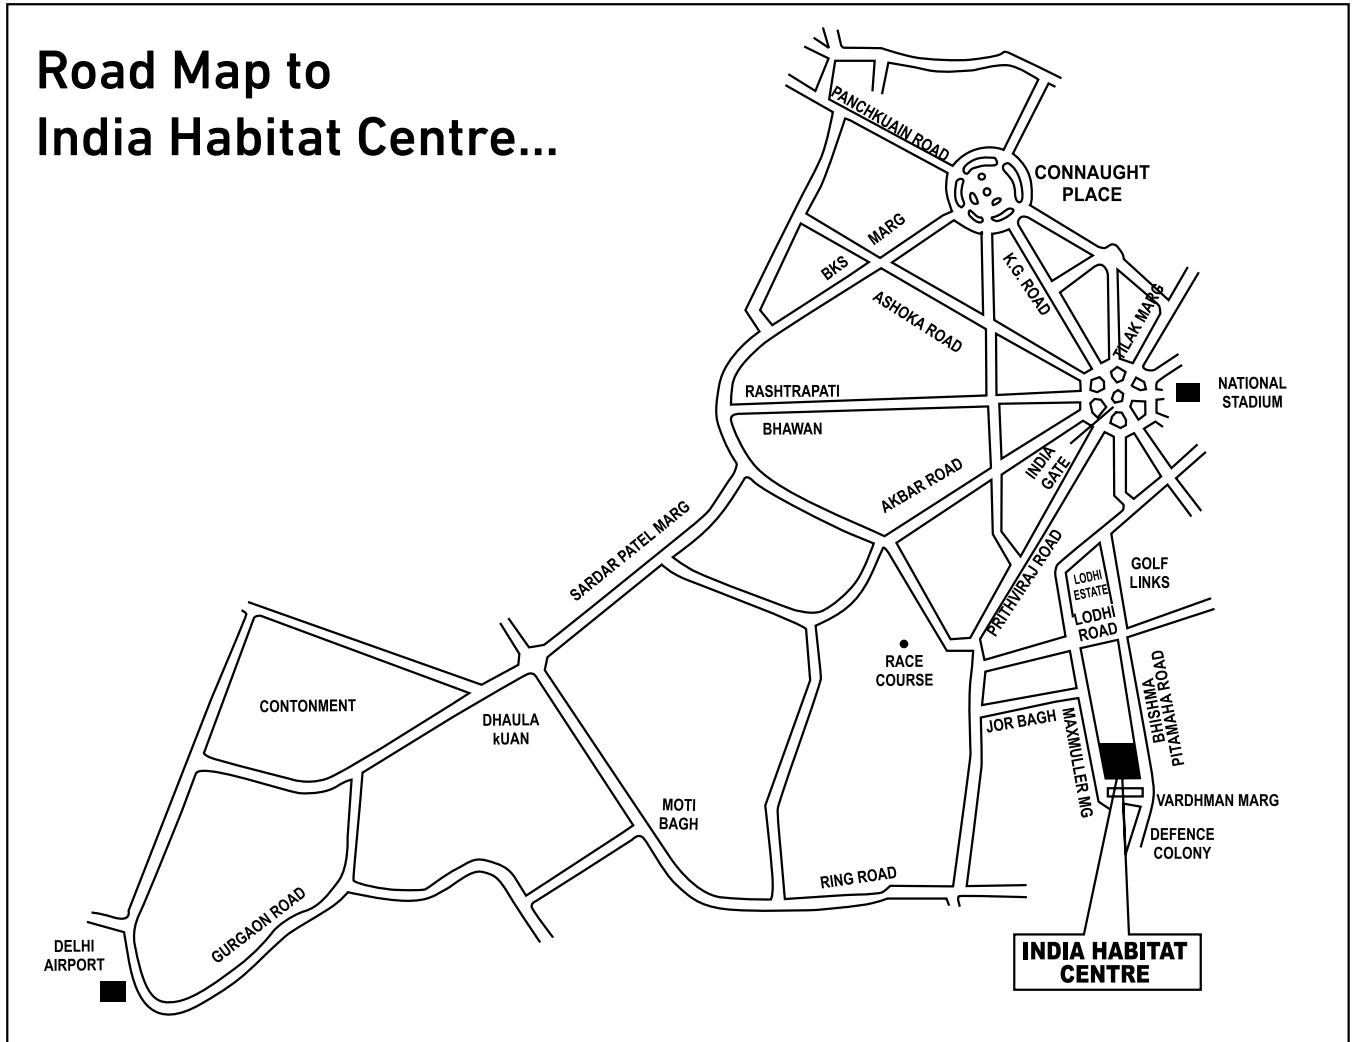 Road Map to
India Habitat Centre...
PANCHKUAIN ROAD
CONNAUGHT
PLACE
BKS MARG
K.G. ROAD
ASHOKA ROAD
TILAK MARG
RASHTRAPATI
BHAWAN
NATIONAL
STADIUM
INDIA
GATE
AKBAR ROAD
SARDAR PATEL MARG
PRITHVIRAJ ROAD
GOLF
LINKS
LODHI
ESTATE
LODHI
ROAD
RACE
COURSE
BHISHMA
PITAMAHA ROAD
CONTONMENT
DHAULA
kUAN
JOR BAGH
MAXMULLER MG
MOTI
BAGH
VARDHMAN MARG
DEFENCE
COLONY
RING ROAD
GURGAON ROAD
DELHI
AIRPORT
INDIA HABITAT
CENTRE